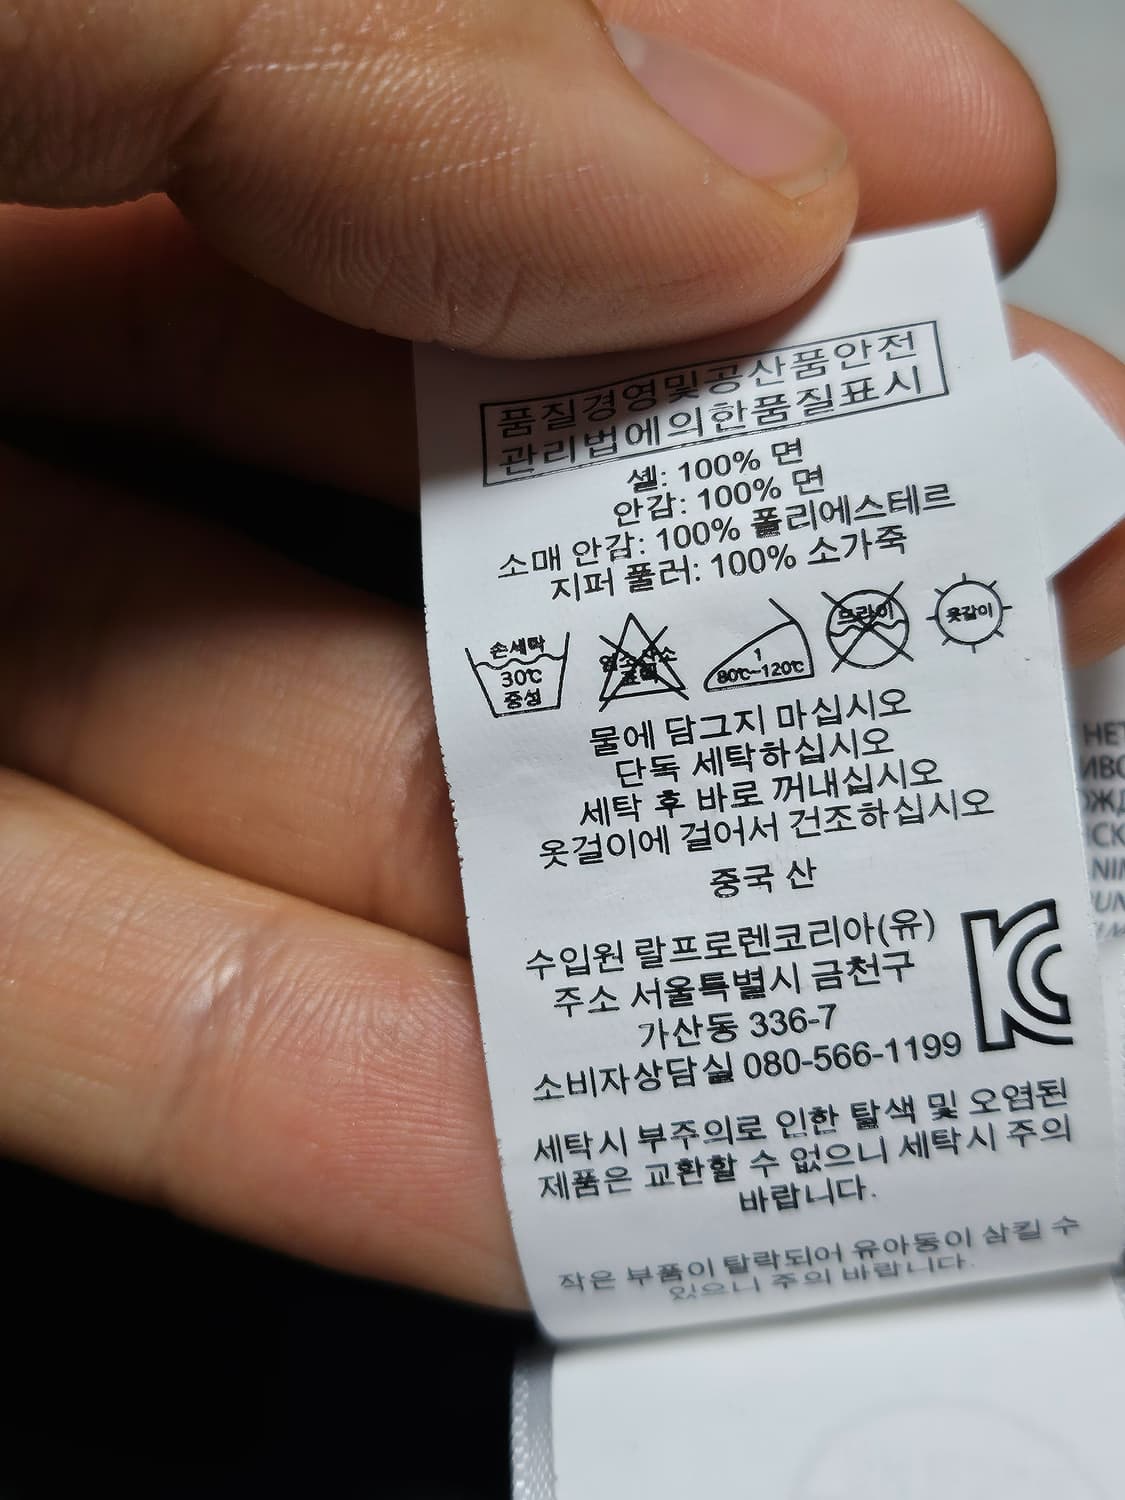 품질경영및공산품안전
관리법에의한품질표시
셸: 100% 면
안감: 100% 면
소매 안감: 100% 폴리에스테르
지퍼 풀러: 100% 소가죽
손세탁
30℃
중성
염소산소
표백
1
80℃~120℃
드라이
옷걸이
물에 담그지 마십시오
단독 세탁하십시오
세탁 후 바로 꺼내십시오
옷걸이에 걸어서 건조하십시오
중국 산
수입원 랄프로렌코리아(유)
주소 서울특별시 금천구
가산동 336-7
소비자상담실 080-566-1199
KC
세탁시 부주의로 인한 탈색 및 오염된
제품은 교환할 수 없으니 세탁시 주의
바랍니다.
작은 부품이 탈락되어 유아동이 삼킬 수
있으니 주의 바랍니다.